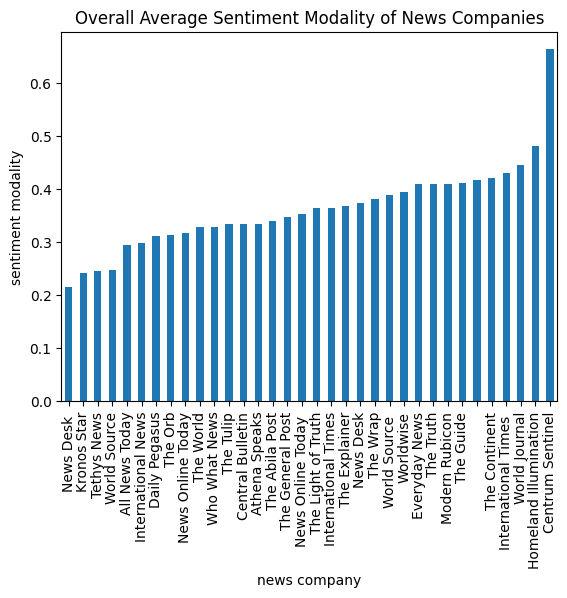 Overall Average Sentiment Modality of News Companies
sentiment modality
0.6
0.5
0.4
0.3
0.2
0.1
0.0
News Desk
Kronos Star
Tethys News
World Source
All News Today
International News
Daily Pegasus
The Orb
News Online Today
The World
Who What News
The Tulip
Central Bulletin
Athena Speaks
The Abila Post
The General Post
News Online Today
The Light of Truth
International Times
The Explainer
News Desk
The Wrap
World Source
Worldwise
Everyday News
The Truth
Modern Rubicon
The Guide
The Continent
International Times
World Journal
Homeland Illumination
Centrum Sentinel
news company